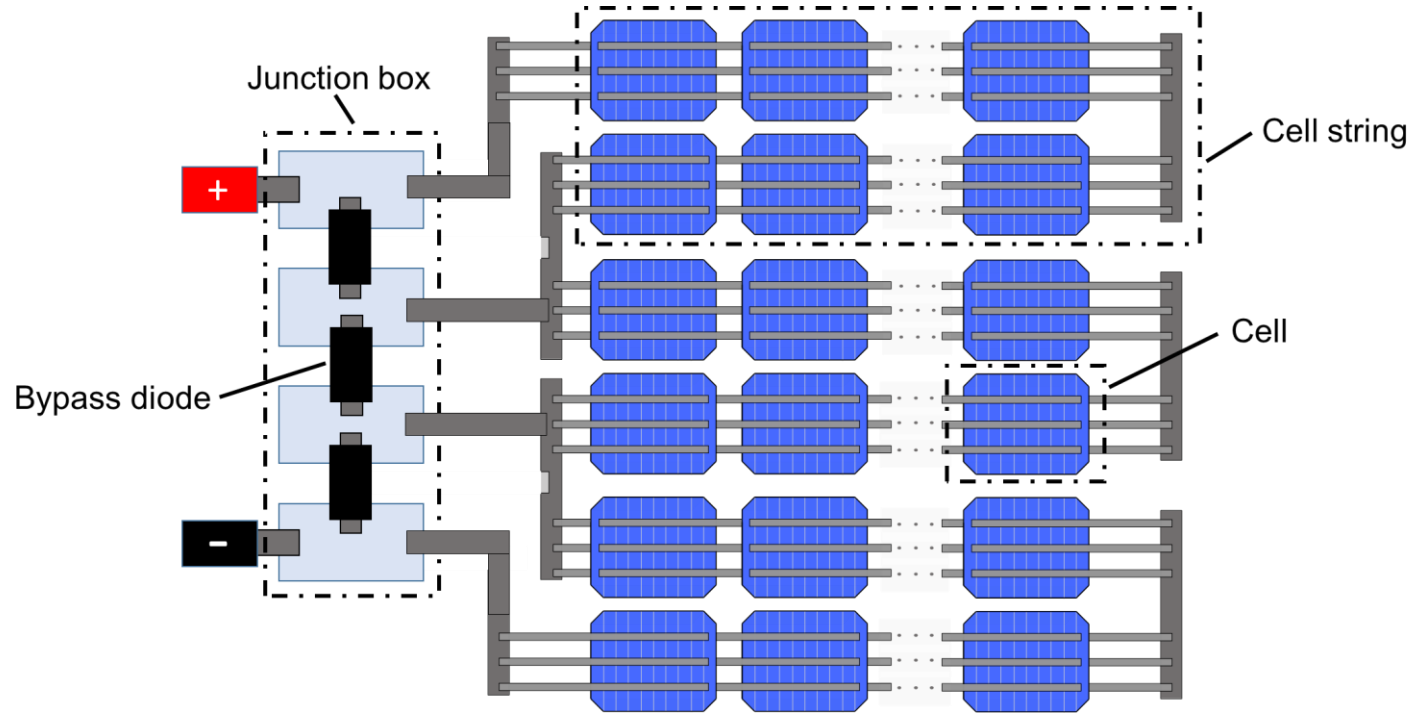 Junction box
Cell string
+
Cell
Bypass diode
-